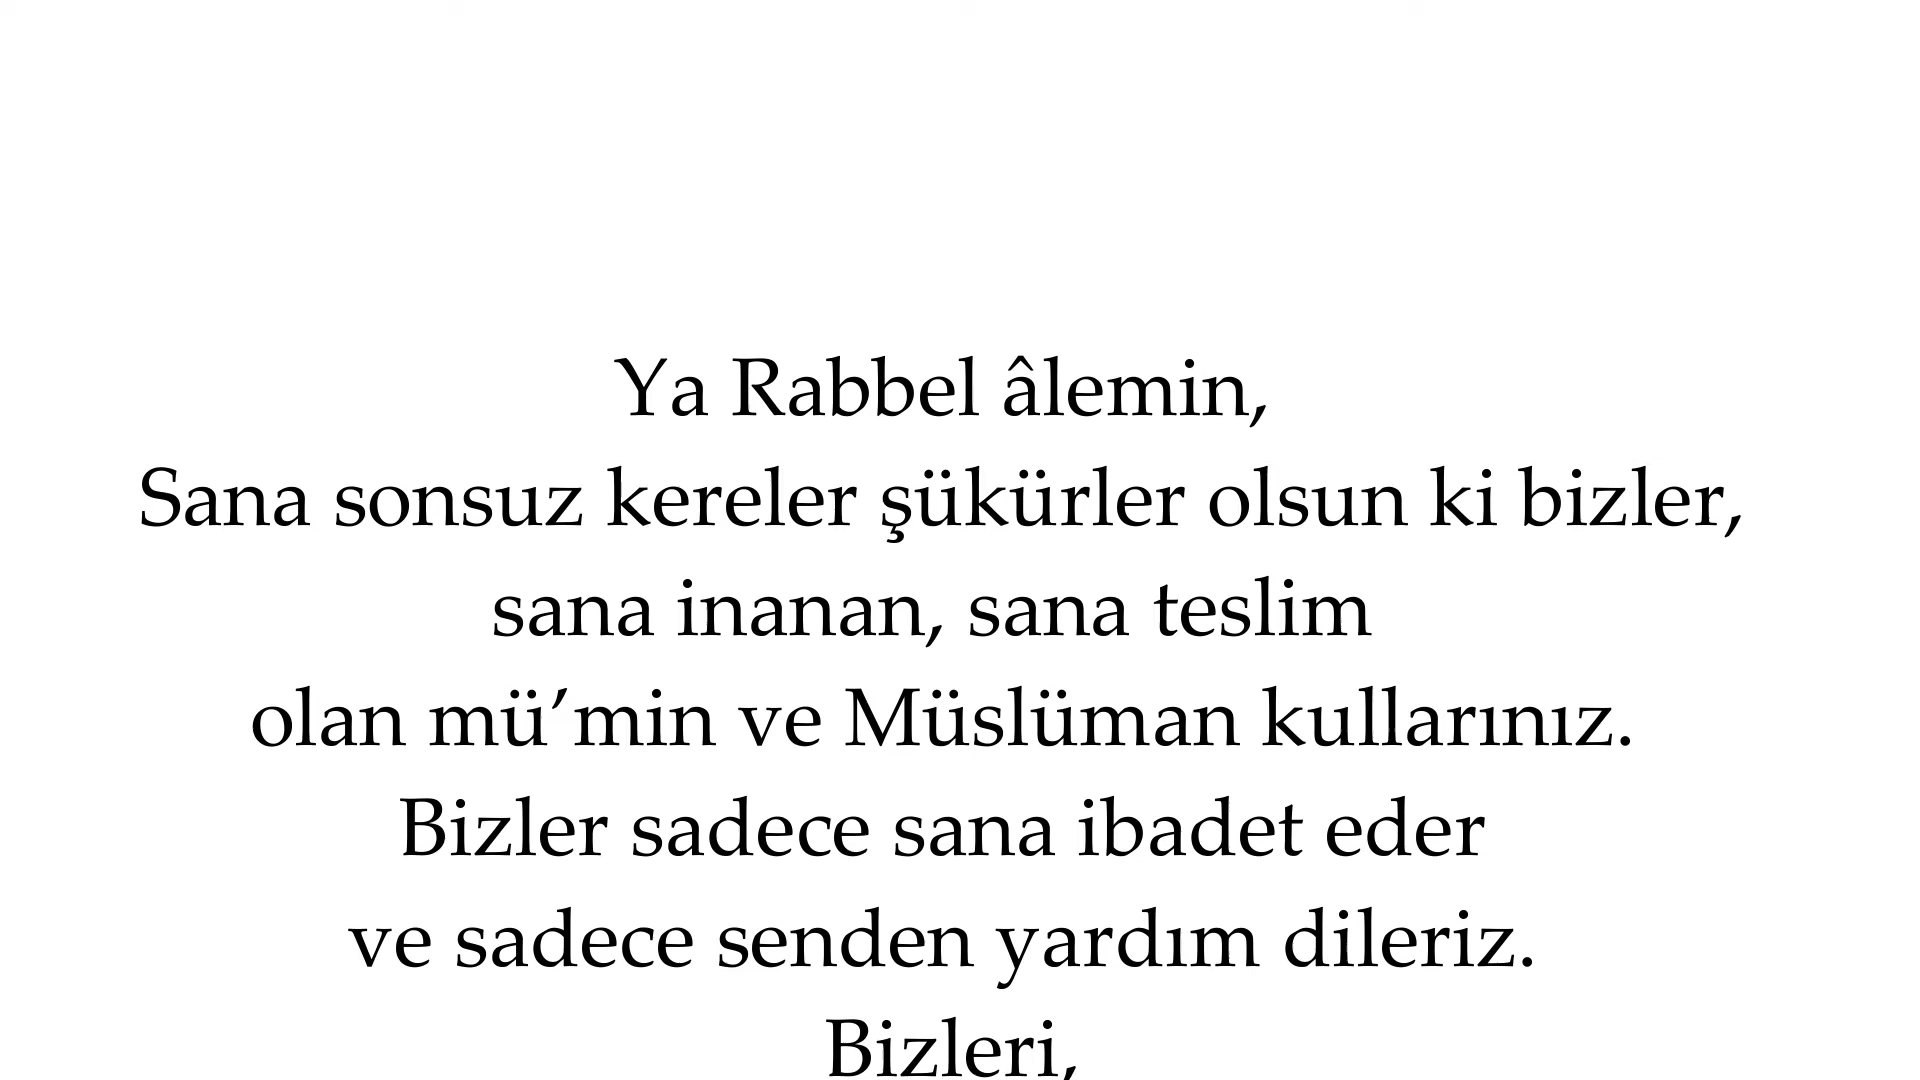 Ya Rabbel âlemin,
Sana sonsuz kereler şükürler olsun ki bizler,
sana inanan, sana teslim
olan mü’min ve Müslüman kullarınız.
Bizler sadece sana ibadet eder
ve sadece senden yardım dileriz.
Bizleri,